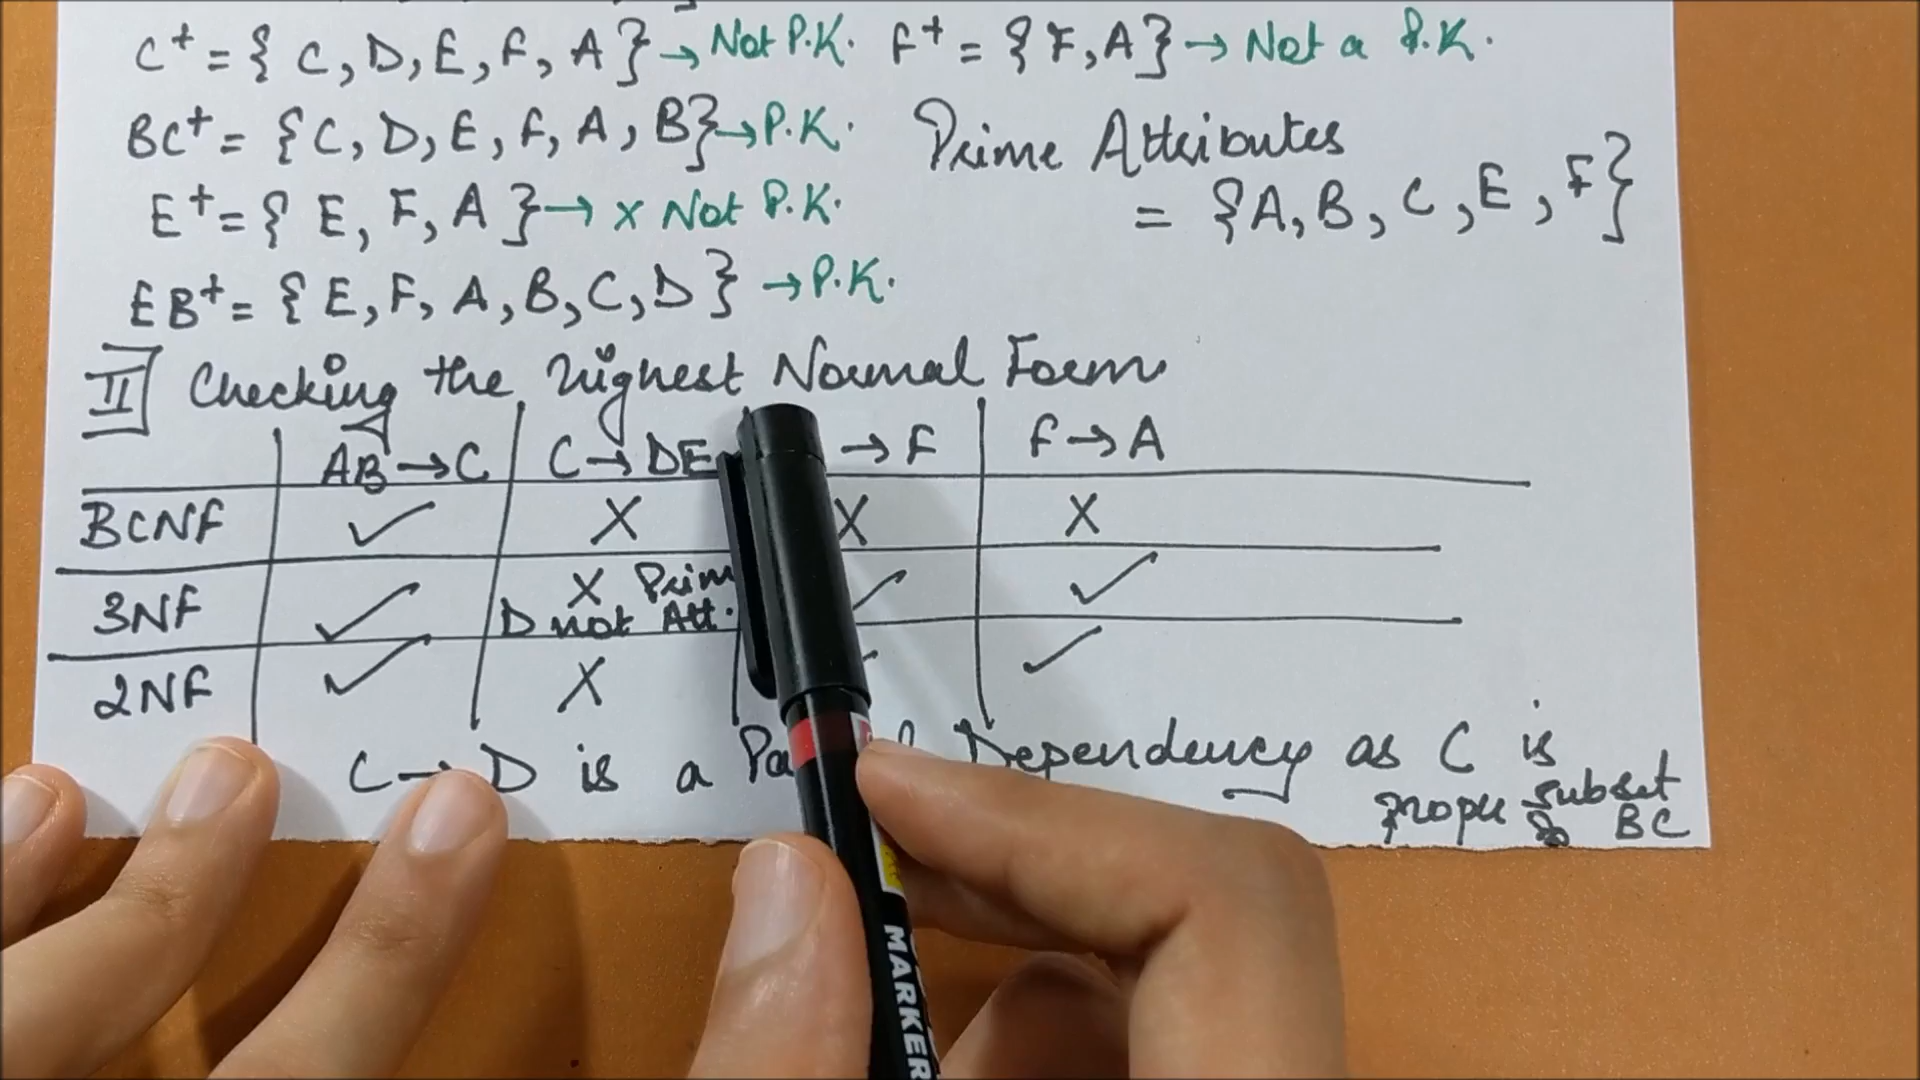 C+ = { C, D, E, F, A } → Not P.K. F+ = { F, A } → Not a P.K.
BC+ = { C, D, E, F, A, B } → P.K.
Prime Attributes
= { A, B, C, E, F }
E+ = { E, F, A } → x Not P.K.
EB+ = { E, F, A, B, C, D } → P.K.
II Checking the highest Normal Form
AB → C C → DE → F F → A
BCNF ✓ X X X
3NF ✓ X Prim ✓ ✓
D not Att.
2NF ✓ X ✓
C → D is a Dependency as C is
proper subset
BC
MARKER